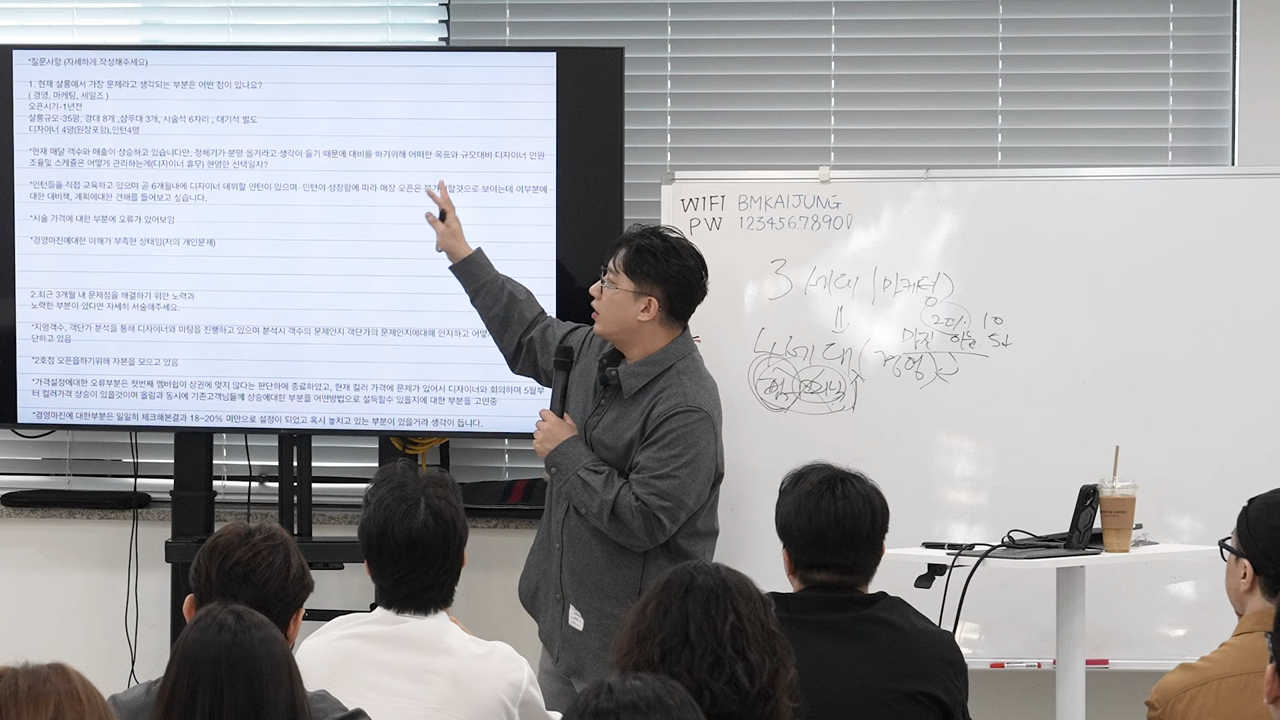 *질문사항 (자세하게 작성해주세요)
1. 현재 살롱에서 가장 문제라고 생각되는 부분은 어떤 점이 있나요?
( 경영, 마케팅, 세일즈 )
오픈시기-1년전
살롱규모-35평, 경대 8개 ,샴푸대 3개, 시술석 6자리 , 대기석 별도
디자이너 4명(원장포함),인턴4명
*현재 매달 객수와 매출이 상승하고 있습니다만, 정체기가 분명 올거라고 생각이 들기 때문에 대비를 하기위해 어떠한 목표와 규모대비 디자이너 인원
조율및 스케줄은 어떻게 관리하는게(디자이너 휴무) 현명한 선택일지?
*인턴들을 직접 교육하고 있으며 곧 6개월내에 디자이너 데뷔할 인턴이 있으며 인턴의 성장함에 따라 매장 오픈은 할것으로 보이는데 이부분에
대한 대비책, 계획에대한 견해를 들어보고 싶습니다.
*시술 가격에 대한 부분에 오류가 있어보임
*경영마진에대한 이해가 부족한 상태임(저의 개인문제)
2.최근 3개월 내 문제점을 해결하기 위한 노력과
노력한 부분이 있다면 자세히 서술해주세요.
*지명객수, 객단가 분석을 통해 디자이너와 미팅을 진행하고 있으며 분석시 객수의 문제인지 객단가의 문제인지에대해 인지하고
단하고 있음
*2호점 오픈을하기위해 자본을 모으고 있음
*가격설정에대한 오류부분은 첫번째 멤버쉽이 상권에 맞지 않다는 판단하에 종료하였고, 현재 컬러 가격에 문제가 있어서 디자이너와 회의하며 5월부
터 컬러가격 상승이 있을것이며 올림과 동시에 기존고객님들께 상승에대한 부분을 어떤방법으로 설득할수 있을지에 대한 부분을 고민중
*경영마진에 대한부분은 일일히 체크해본결과 18~20% 미만으로 설정이 되었고 혹시 놓치고 있는 부분이 있을거라 생각이 듭니다.
WIFI BMKAIJUNG
PW 1234567890!
3세대 (마케팅)
20% 10
마진
4세대 (경영)